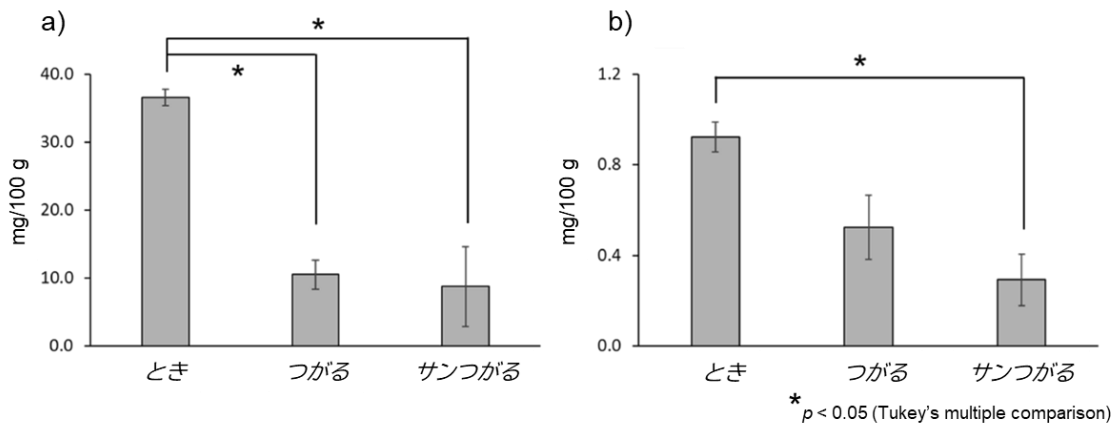 a)
*
*
mg/100 g
40.0
30.0
20.0
10.0
0.0
とき
つがる
サンつがる
b)
*
mg/100 g
1.2
0.8
0.4
0.0
とき
つがる
サンつがる
*p < 0.05 (Tukey’s multiple comparison)